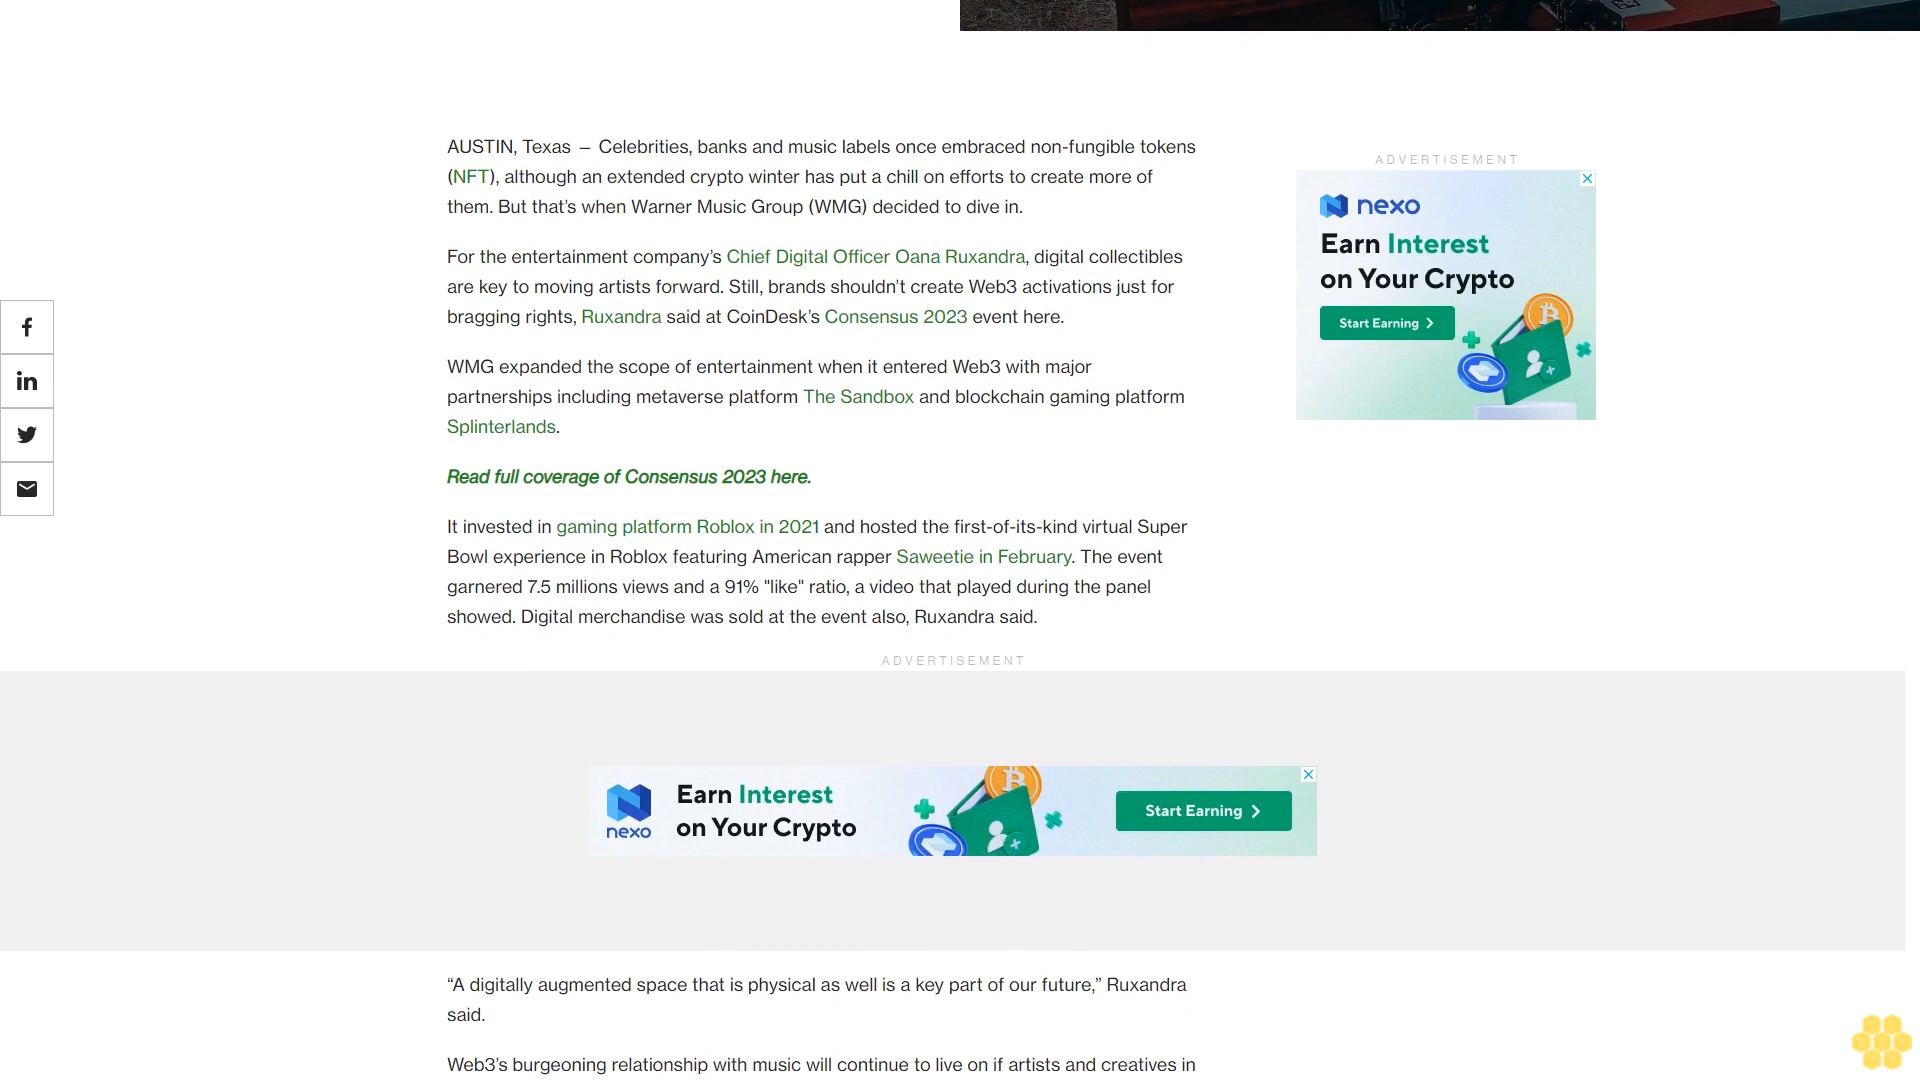 AUSTIN, Texas — Celebrities, banks and music labels once embraced non-fungible tokens
(NFT), although an extended crypto winter has put a chill on efforts to create more of
them. But that’s when Warner Music Group (WMG) decided to dive in.
For the entertainment company’s Chief Digital Officer Oana Ruxandra, digital collectibles
are key to moving artists forward. Still, brands shouldn’t create Web3 activations just for
bragging rights, Ruxandra said at CoinDesk’s Consensus 2023 event here.
WMG expanded the scope of entertainment when it entered Web3 with major
partnerships including metaverse platform The Sandbox and blockchain gaming platform
Splinterlands.
Read full coverage of Consensus 2023 here.
It invested in gaming platform Roblox in 2021 and hosted the first-of-its-kind virtual Super
Bowl experience in Roblox featuring American rapper Saweetie in February. The event
garnered 7.5 millions views and a 91% "like" ratio, a video that played during the panel
showed. Digital merchandise was sold at the event also, Ruxandra said.
ADVERTISEMENT
nexo
Earn Interest
on Your Crypto
Start Earning
ADVERTISEMENT
nexo
Earn Interest
on Your Crypto
Start Earning
“A digitally augmented space that is physical as well is a key part of our future,” Ruxandra
said.
Web3’s burgeoning relationship with music will continue to live on if artists and creatives in